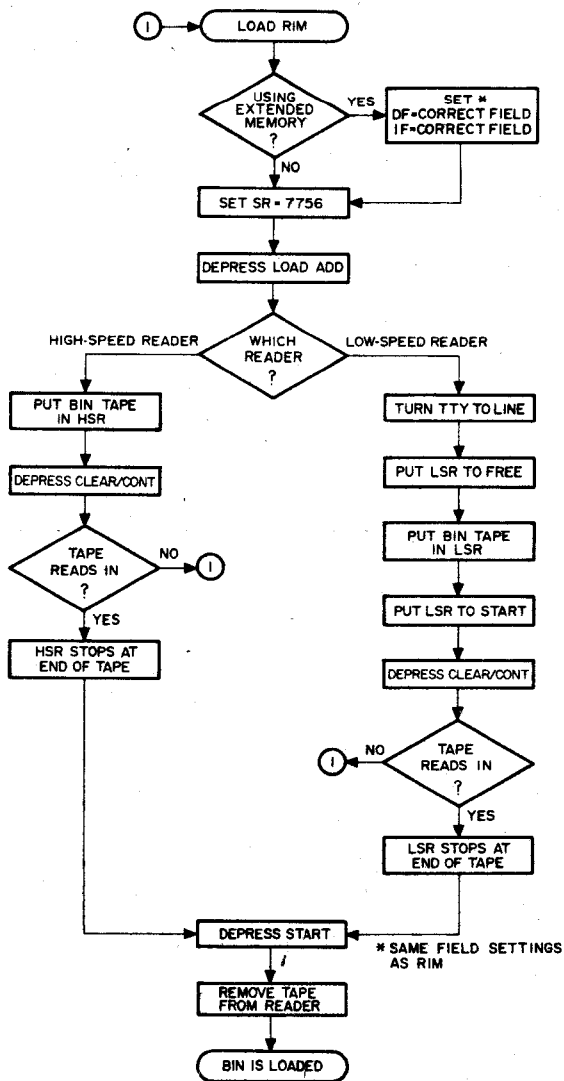 1
LOAD RIM
USING
EXTENDED
MEMORY
?
YES
SET *
DF=CORRECT FIELD
IF=CORRECT FIELD
NO
SET SR = 7756
DEPRESS LOAD ADD
HIGH-SPEED READER
WHICH
READER
?
LOW-SPEED READER
PUT BIN TAPE
IN HSR
DEPRESS CLEAR/CONT
TAPE
READS IN
?
NO
1
YES
HSR STOPS AT
END OF TAPE
TURN TTY TO LINE
PUT LSR TO FREE
PUT BIN TAPE
IN LSR
PUT LSR TO START
DEPRESS CLEAR/CONT
TAPE
READS IN
?
NO
1
YES
LSR STOPS AT
END OF TAPE
DEPRESS START
* SAME FIELD SETTINGS
AS RIM
REMOVE TAPE
FROM READER
BIN IS LOADED